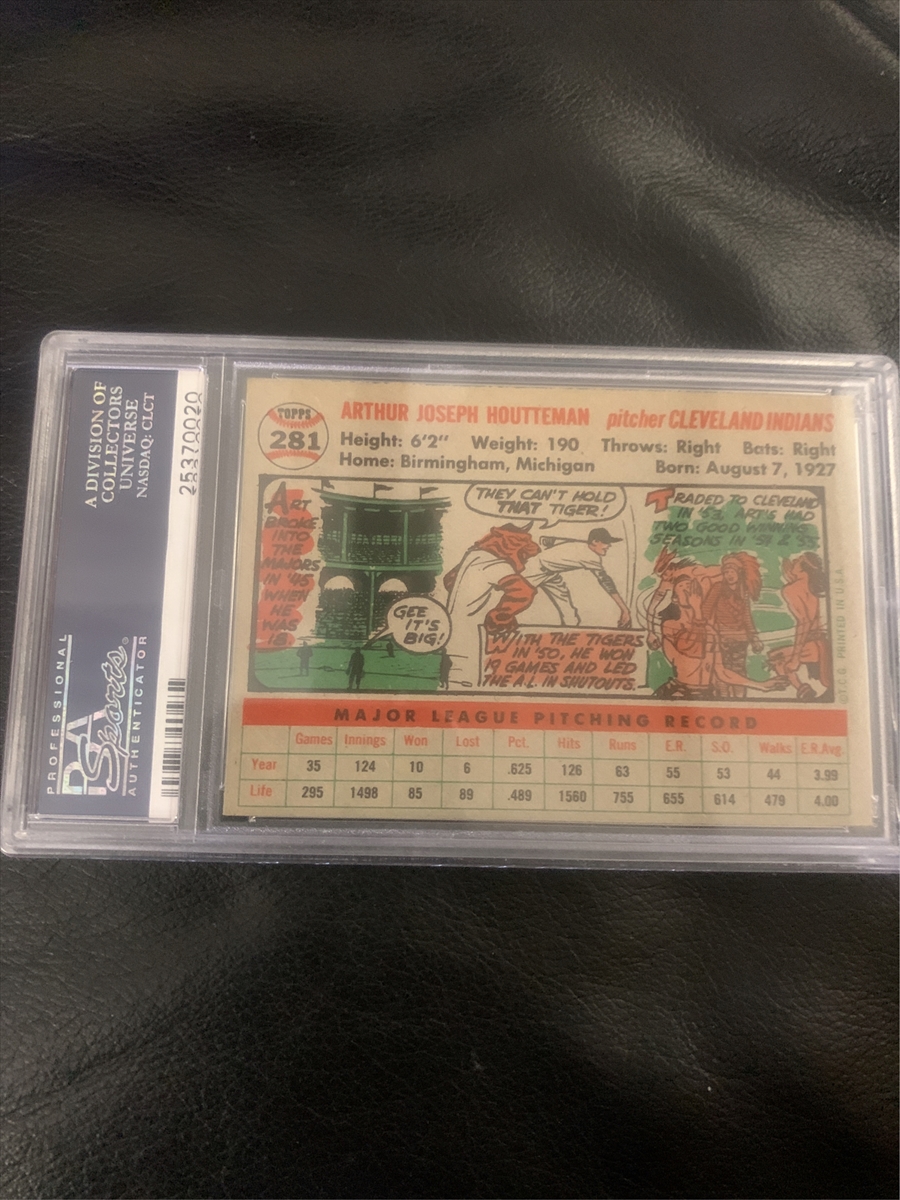 A DIVISION OF
COLLECTORS
UNIVERSE
NASDAQ: CLCT
25370020
PROFESSIONAL
PSA
Sports®
AUTHENTICATOR
TOPPS
281
ARTHUR JOSEPH HOUTTEMAN pitcher CLEVELAND INDIANS
Height: 6'2" Weight: 190 Throws: Right Bats: Right
Home: Birmingham, Michigan Born: August 7, 1927
ART
BROKE
INTO
THE
MAJORS
IN '45
WHEN
HE
WAS
18.
GEE
IT'S
BIG!
THEY CAN'T HOLD
THAT TIGER!
WITH THE TIGERS
IN '50, HE WON
19 GAMES AND LED
THE A.L. IN SHUTOUTS.
TRADED TO CLEVELAND
IN '53, ART'S HAD
TWO GOOD WINNING
SEASONS IN '54 & '55.
©T.C.G. PRINTED IN U.S.A.
MAJOR LEAGUE PITCHING RECORD
Games Innings Won Lost Pct. Hits Runs E.R. S.O. Walks E.R.Avg.
Year 35 124 10 6 .625 126 63 55 53 44 3.99
Life 295 1498 85 89 .489 1560 755 655 614 479 4.00